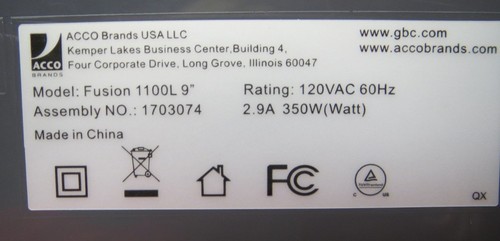 ACCO Brands USA LLC
Kemper Lakes Business Center,Building 4,
Four Corporate Drive, Long Grove, Illinois 60047
ACCO
BRANDS
www.gbc.com
www.accobrands.com
Model: Fusion 1100L 9"
Rating: 120VAC 60Hz
Assembly NO.: 1703074
2.9A 350W(Watt)
Made in China
FC
C US
QX